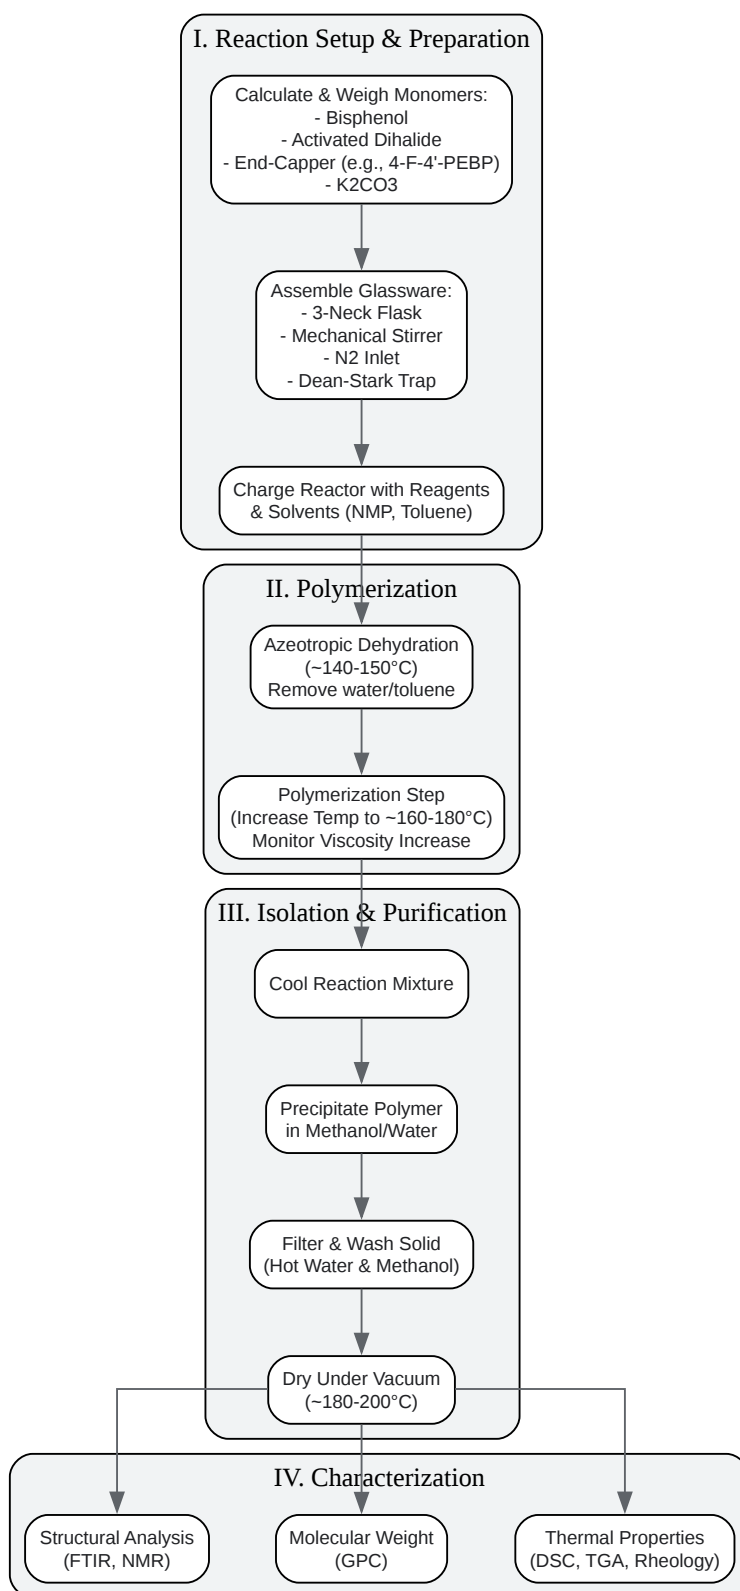 I. Reaction Setup & Preparation
Calculate & Weigh Monomers:
- Bisphenol
- Activated Dihalide
- End-Capper (e.g., 4-F-4'-PEBP)
- K2CO3
Assemble Glassware:
- 3-Neck Flask
- Mechanical Stirrer
- N2 Inlet
- Dean-Stark Trap
Charge Reactor with Reagents
& Solvents (NMP, Toluene)
II. Polymerization
Azeotropic Dehydration
(~140-150°C)
Remove water/toluene
Polymerization Step
(Increase Temp to ~160-180°C)
Monitor Viscosity Increase
III. Isolation & Purification
Cool Reaction Mixture
Precipitate Polymer
in Methanol/Water
Filter & Wash Solid
(Hot Water & Methanol)
Dry Under Vacuum
(~180-200°C)
IV. Characterization
Structural Analysis
(FTIR, NMR)
Molecular Weight
(GPC)
Thermal Properties
(DSC, TGA, Rheology)